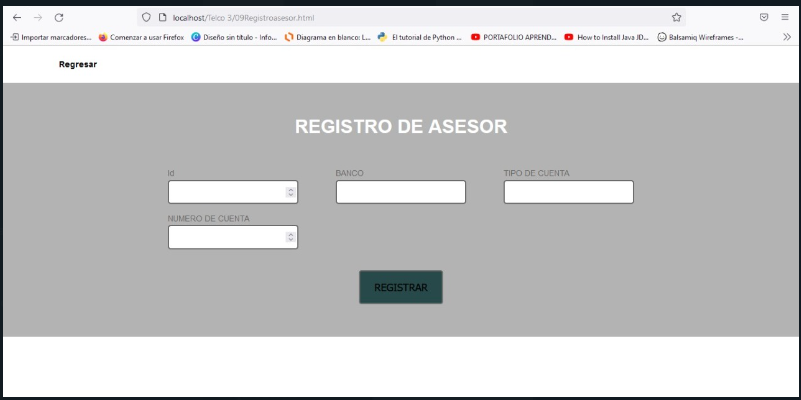 localhost/Telco 3/09Registroasesor.html
Importar marcadores... Comenzar a usar Firefox Diseño sin título - Info... Diagrama en blanco: L... El tutorial de Python ... PORTAFOLIO APREND... How to Install Java JD... Balsamiq Wireframes -...
Regresar
REGISTRO DE ASESOR
Id BANCO TIPO DE CUENTA
NUMERO DE CUENTA
REGISTRAR